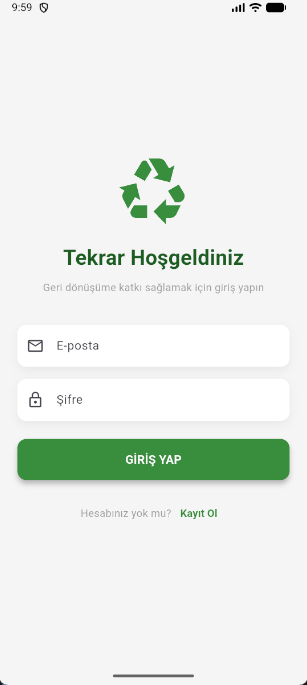 9:59
Tekrar Hoşgeldiniz
Geri dönüşüme katkı sağlamak için giriş yapın
E-posta
Şifre
GİRİŞ YAP
Hesabınız yok mu? Kayıt Ol